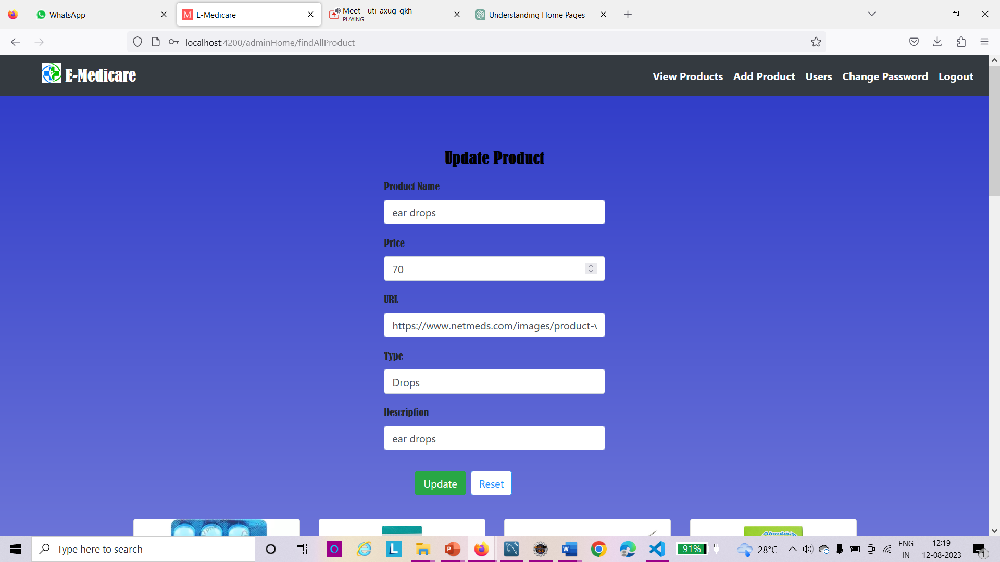 WhatsApp
E-Medicare
Meet - uti-axug-qkh
PLAYING
Understanding Home Pages
localhost:4200/adminHome/findAllProduct
E-Medicare
View Products
Add Product
Users
Change Password
Logout
Update Product
Product Name
ear drops
Price
70
URL
https://www.netmeds.com/images/product-v
Type
Drops
Description
ear drops
Update
Reset
Alembic
Type here to search
91%
28°C
ENG
IN
12:19
12-08-2023
1